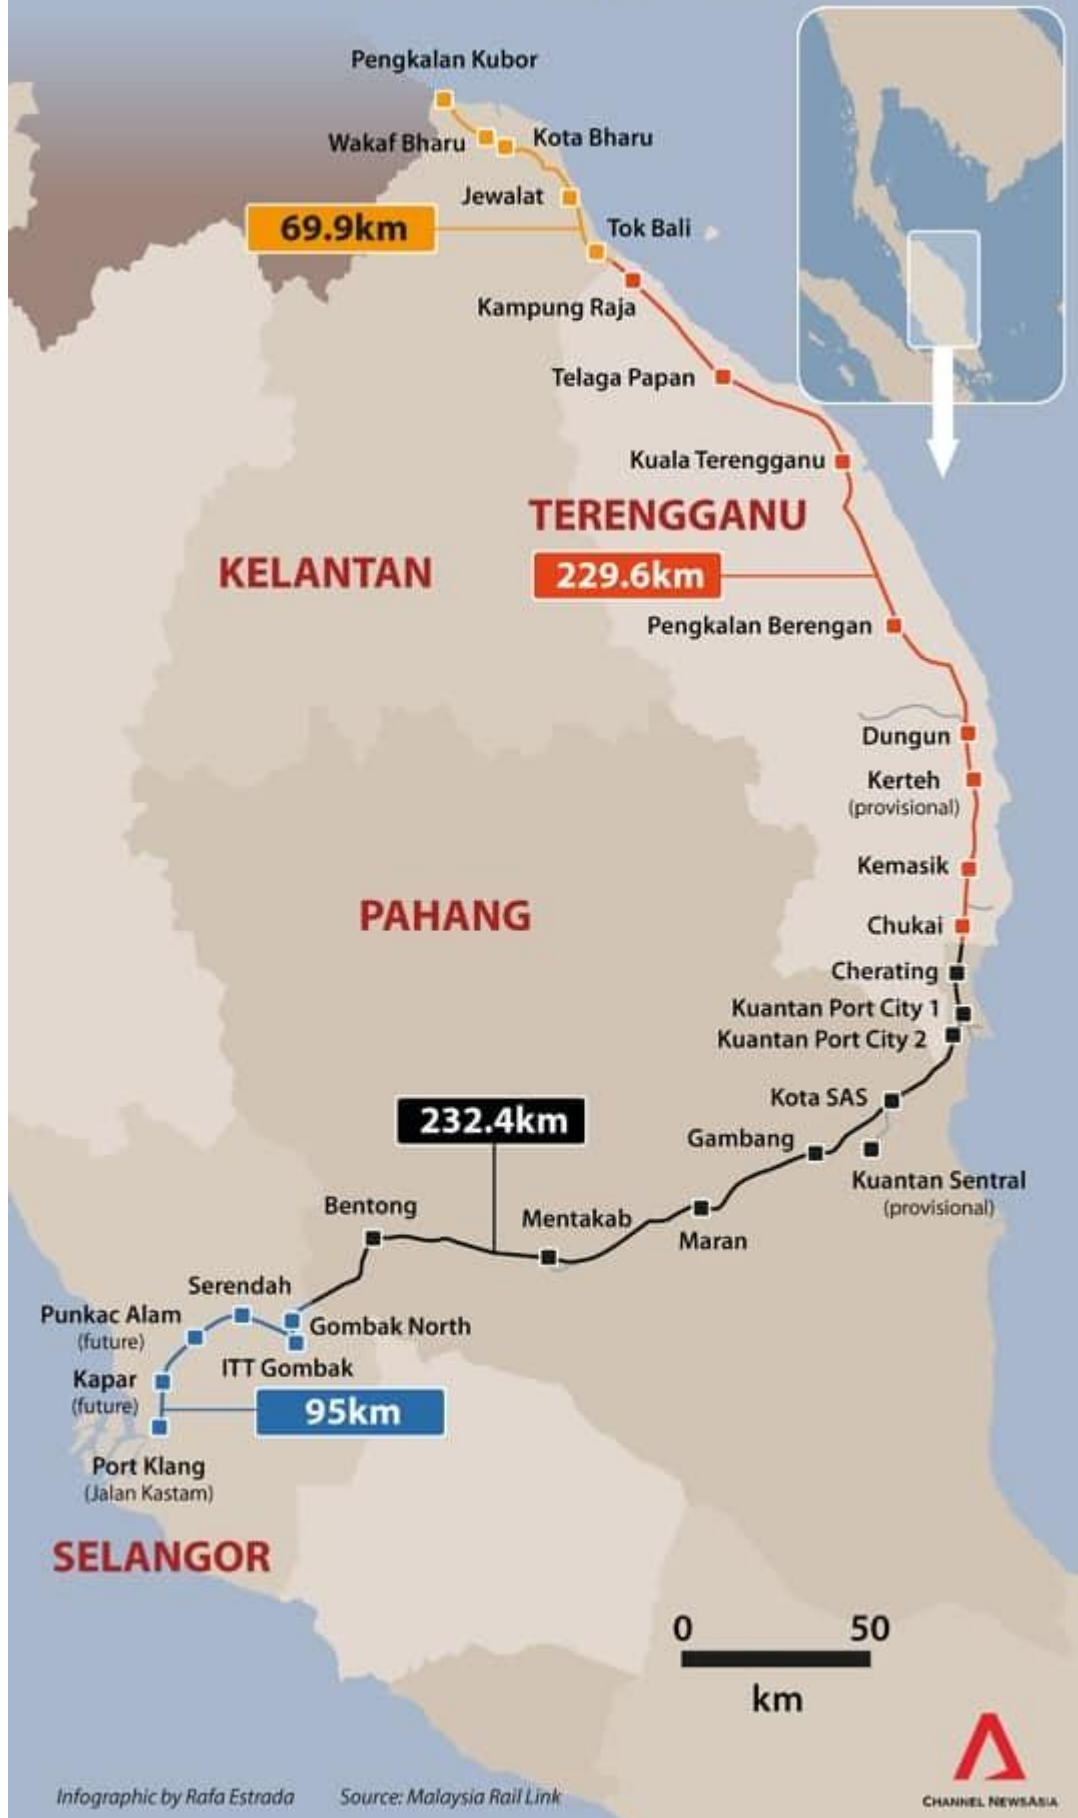 Pengkalan Kubor
Wakaf Bharu
Kota Bharu
Jewalat
69.9km
Tok Bali
Kampung Raja
Telaga Papan
Kuala Terengganu
TERENGGANU
KELANTAN
229.6km
Pengkalan Berengan
Dungun
Kerteh
(provisional)
Kemasik
PAHANG
Chukai
Cherating
Kuantan Port City 1
Kuantan Port City 2
Kota SAS
232.4km
Gambang
Kuantan Sentral
(provisional)
Bentong
Mentakab
Maran
Serendah
Punkac Alam
(future)
Gombak North
ITT Gombak
Kapar
(future)
95km
Port Klang
(Jalan Kastam)
SELANGOR
0 50
km
Infographic by Rafa Estrada Source: Malaysia Rail Link
CHANNEL NEWSASIA